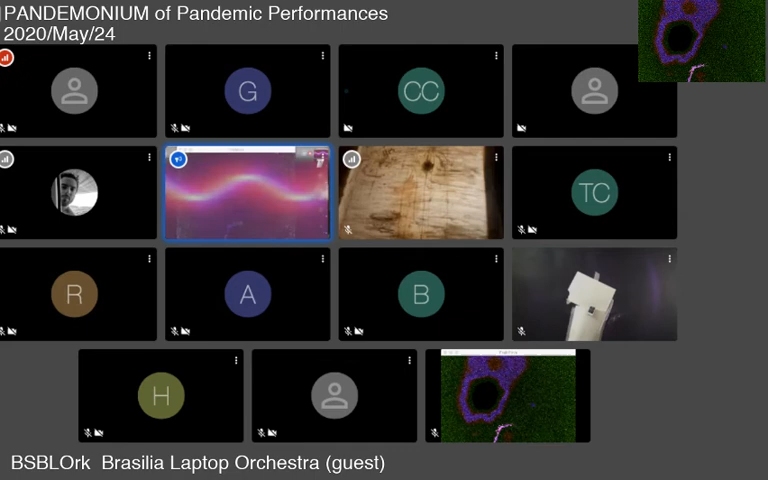 PANDEMONIUM of Pandemic Performances
2020/May/24
G
CC
TC
R
A
B
H
BSBLOrk Brasilia Laptop Orchestra (guest)